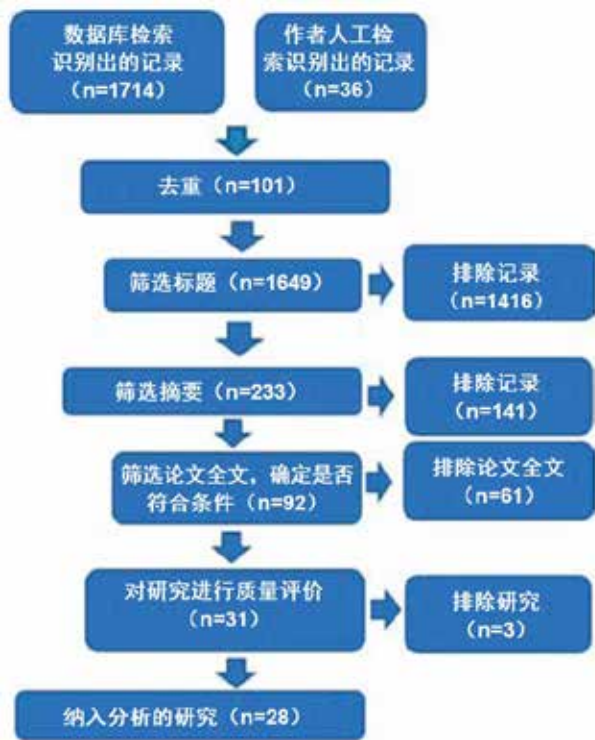 数据库检索
识别出的记录
（n=1714）
作者人工检
索识别出的记录
（n=36）
去重（n=101）
筛选标题（n=1649）
排除记录
（n=1416）
筛选摘要（n=233）
排除记录
（n=141）
筛选论文全文，确定是否
符合条件（n=92）
排除论文全文
（n=61）
对研究进行质量评价
（n=31）
排除研究
（n=3）
纳入分析的研究（n=28）